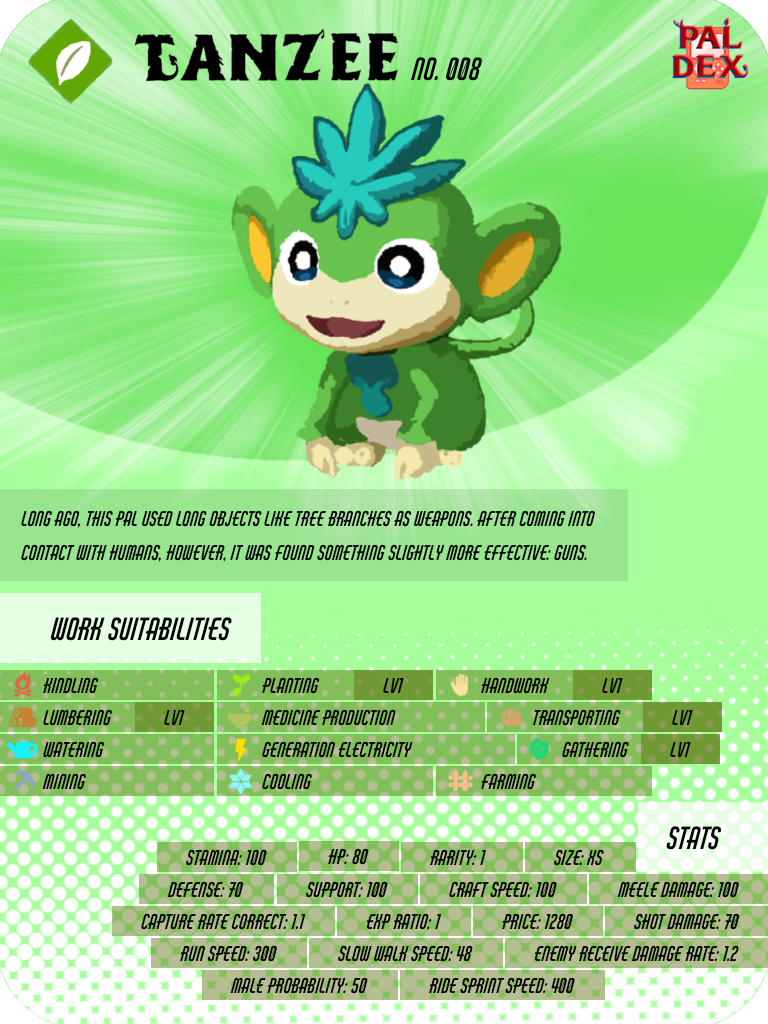 TANZEE NO. 008
PAL
DEX
LONG AGO, THIS PAL USED LONG OBJECTS LIKE TREE BRANCHES AS WEAPONS. AFTER COMING INTO
CONTACT WITH HUMANS, HOWEVER, IT WAS FOUND SOMETHING SLIGHTLY MORE EFFECTIVE: GUNS.
WORK SUITABILITIES
KINDLING PLANTING LV1 HANDWORK LV1
LUMBERING LV1 MEDICINE PRODUCTION TRANSPORTING LV1
WATERING GENERATION ELECTRICITY GATHERING LV1
MINING COOLING FARMING
STATS
STAMINA: 100 HP: 80 RARITY: 1 SIZE: XS
DEFENSE: 70 SUPPORT: 100 CRAFT SPEED: 100 MEELE DAMAGE: 100
CAPTURE RATE CORRECT: 1.1 EXP RATIO: 1 PRICE: 1280 SHOT DAMAGE: 70
RUN SPEED: 300 SLOW WALK SPEED: 48 ENEMY RECEIVE DAMAGE RATE: 1.2
MALE PROBABILITY: 50 RIDE SPRINT SPEED: 400